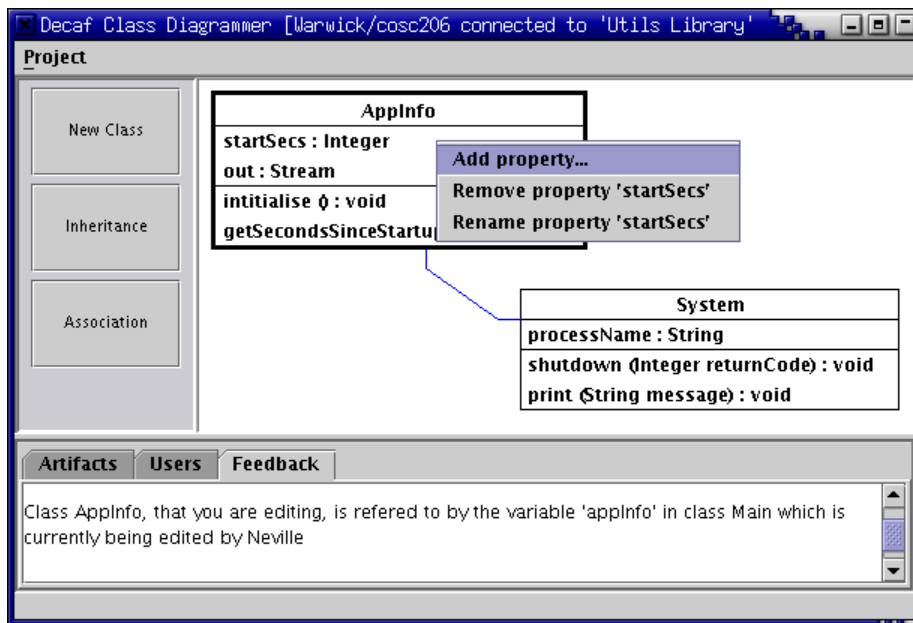 Decaf Class Diagrammer [Warwick/cosc206 connected to 'Utils Library'
Project
New Class
Inheritance
Association
AppInfo
startSecs : Integer
out : Stream
intitialise () : void
getSecondsSinceStartup
Add property...
Remove property 'startSecs'
Rename property 'startSecs'
System
processName : String
shutdown (Integer returnCode) : void
print (String message) : void
Artifacts
Users
Feedback
Class AppInfo, that you are editing, is refered to by the variable 'appInfo' in class Main which is
currently being edited by Neville